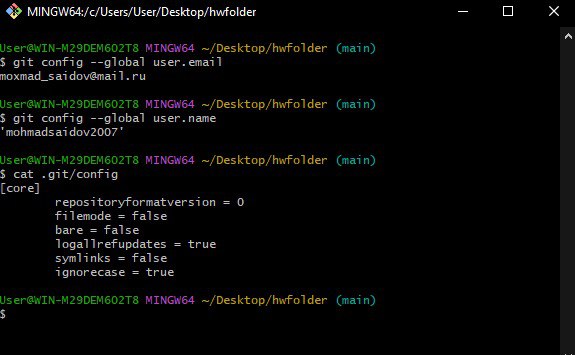 MINGW64:/c/Users/User/Desktop/hwfolder
User@WIN-M29DEM602T8 MINGW64 ~/Desktop/hwfolder (main)
$ git config --global user.email
moxmad_saidov@mail.ru
User@WIN-M29DEM602T8 MINGW64 ~/Desktop/hwfolder (main)
$ git config --global user.name
'mohmadsaidov2007'
User@WIN-M29DEM602T8 MINGW64 ~/Desktop/hwfolder (main)
$ cat .git/config
[core]
        repositoryformatversion = 0
        filemode = false
        bare = false
        logallrefupdates = true
        symlinks = false
        ignorecase = true
User@WIN-M29DEM602T8 MINGW64 ~/Desktop/hwfolder (main)
$